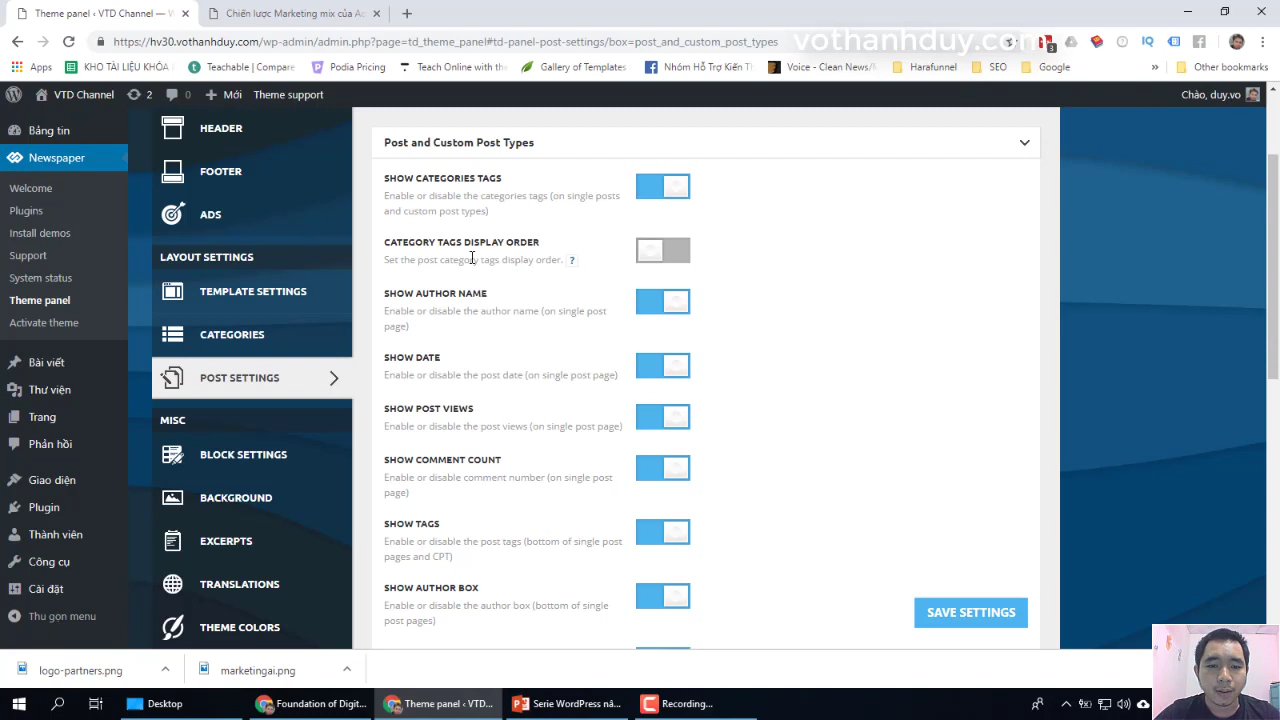 Theme panel ‹ VTD Channel — W
Chiến lược Marketing mix của Ac
vothanhduy.com
https://hv30.W.../wp-admin/admin.php?page=td_theme_panel#td-panel-post-settings/box=post_and_custom_post_types
3
Apps
KHO TÀI LIỆU KHÓA
Teachable: Compare
Podia Pricing
Teach Online with the
Gallery of Templates
Nhóm Hỗ Trợ Kiến T
Voice - Clean News/
Harafunnel
SEO
Google
»
Other bookmarks
VTD Channel
2
0
Mới
Theme support
Chào, duy.vo
Bảng tin
Newspaper
Welcome
Plugins
Install demos
Support
System status
Theme panel
Activate theme
Bài viết
Thư viện
Trang
Phản hồi
Giao diện
Plugin
Thành viên
Công cụ
Cài đặt
Thu gọn menu
HEADER
FOOTER
ADS
LAYOUT SETTINGS
TEMPLATE SETTINGS
CATEGORIES
POST SETTINGS
MISC
BLOCK SETTINGS
BACKGROUND
EXCERPTS
TRANSLATIONS
THEME COLORS
Post and Custom Post Types
SHOW CATEGORIES TAGS
Enable or disable the categories tags (on single posts
and custom post types)
CATEGORY TAGS DISPLAY ORDER
Set the post category tags display order. ?
SHOW AUTHOR NAME
Enable or disable the author name (on single post
page)
SHOW DATE
Enable or disable the post date (on single post page)
SHOW POST VIEWS
Enable or disable the post views (on single post page)
SHOW COMMENT COUNT
Enable or disable comment number (on single post
page)
SHOW TAGS
Enable or disable the post tags (bottom of single post
pages and CPT)
SHOW AUTHOR BOX
Enable or disable the author box (bottom of single
post pages)
SAVE SETTINGS
logo-partners.png
marketingai.png
Desktop
Foundation of Digit...
Theme panel ‹ VTD...
Serie WordPress nâ...
Recording...